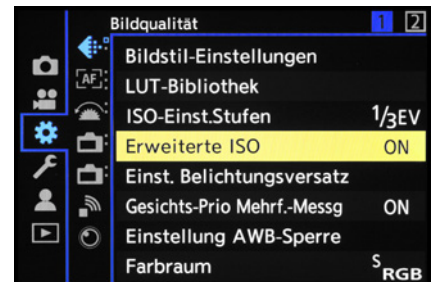 Bildqualität 1 2
AF
Bildstil-Einstellungen
LUT-Bibliothek
ISO-Einst.Stufen 1/3EV
Erweiterte ISO ON
Einst. Belichtungsversatz
Gesichts-Prio Mehrf.-Messg ON
Einstellung AWB-Sperre
Farbraum sRGB